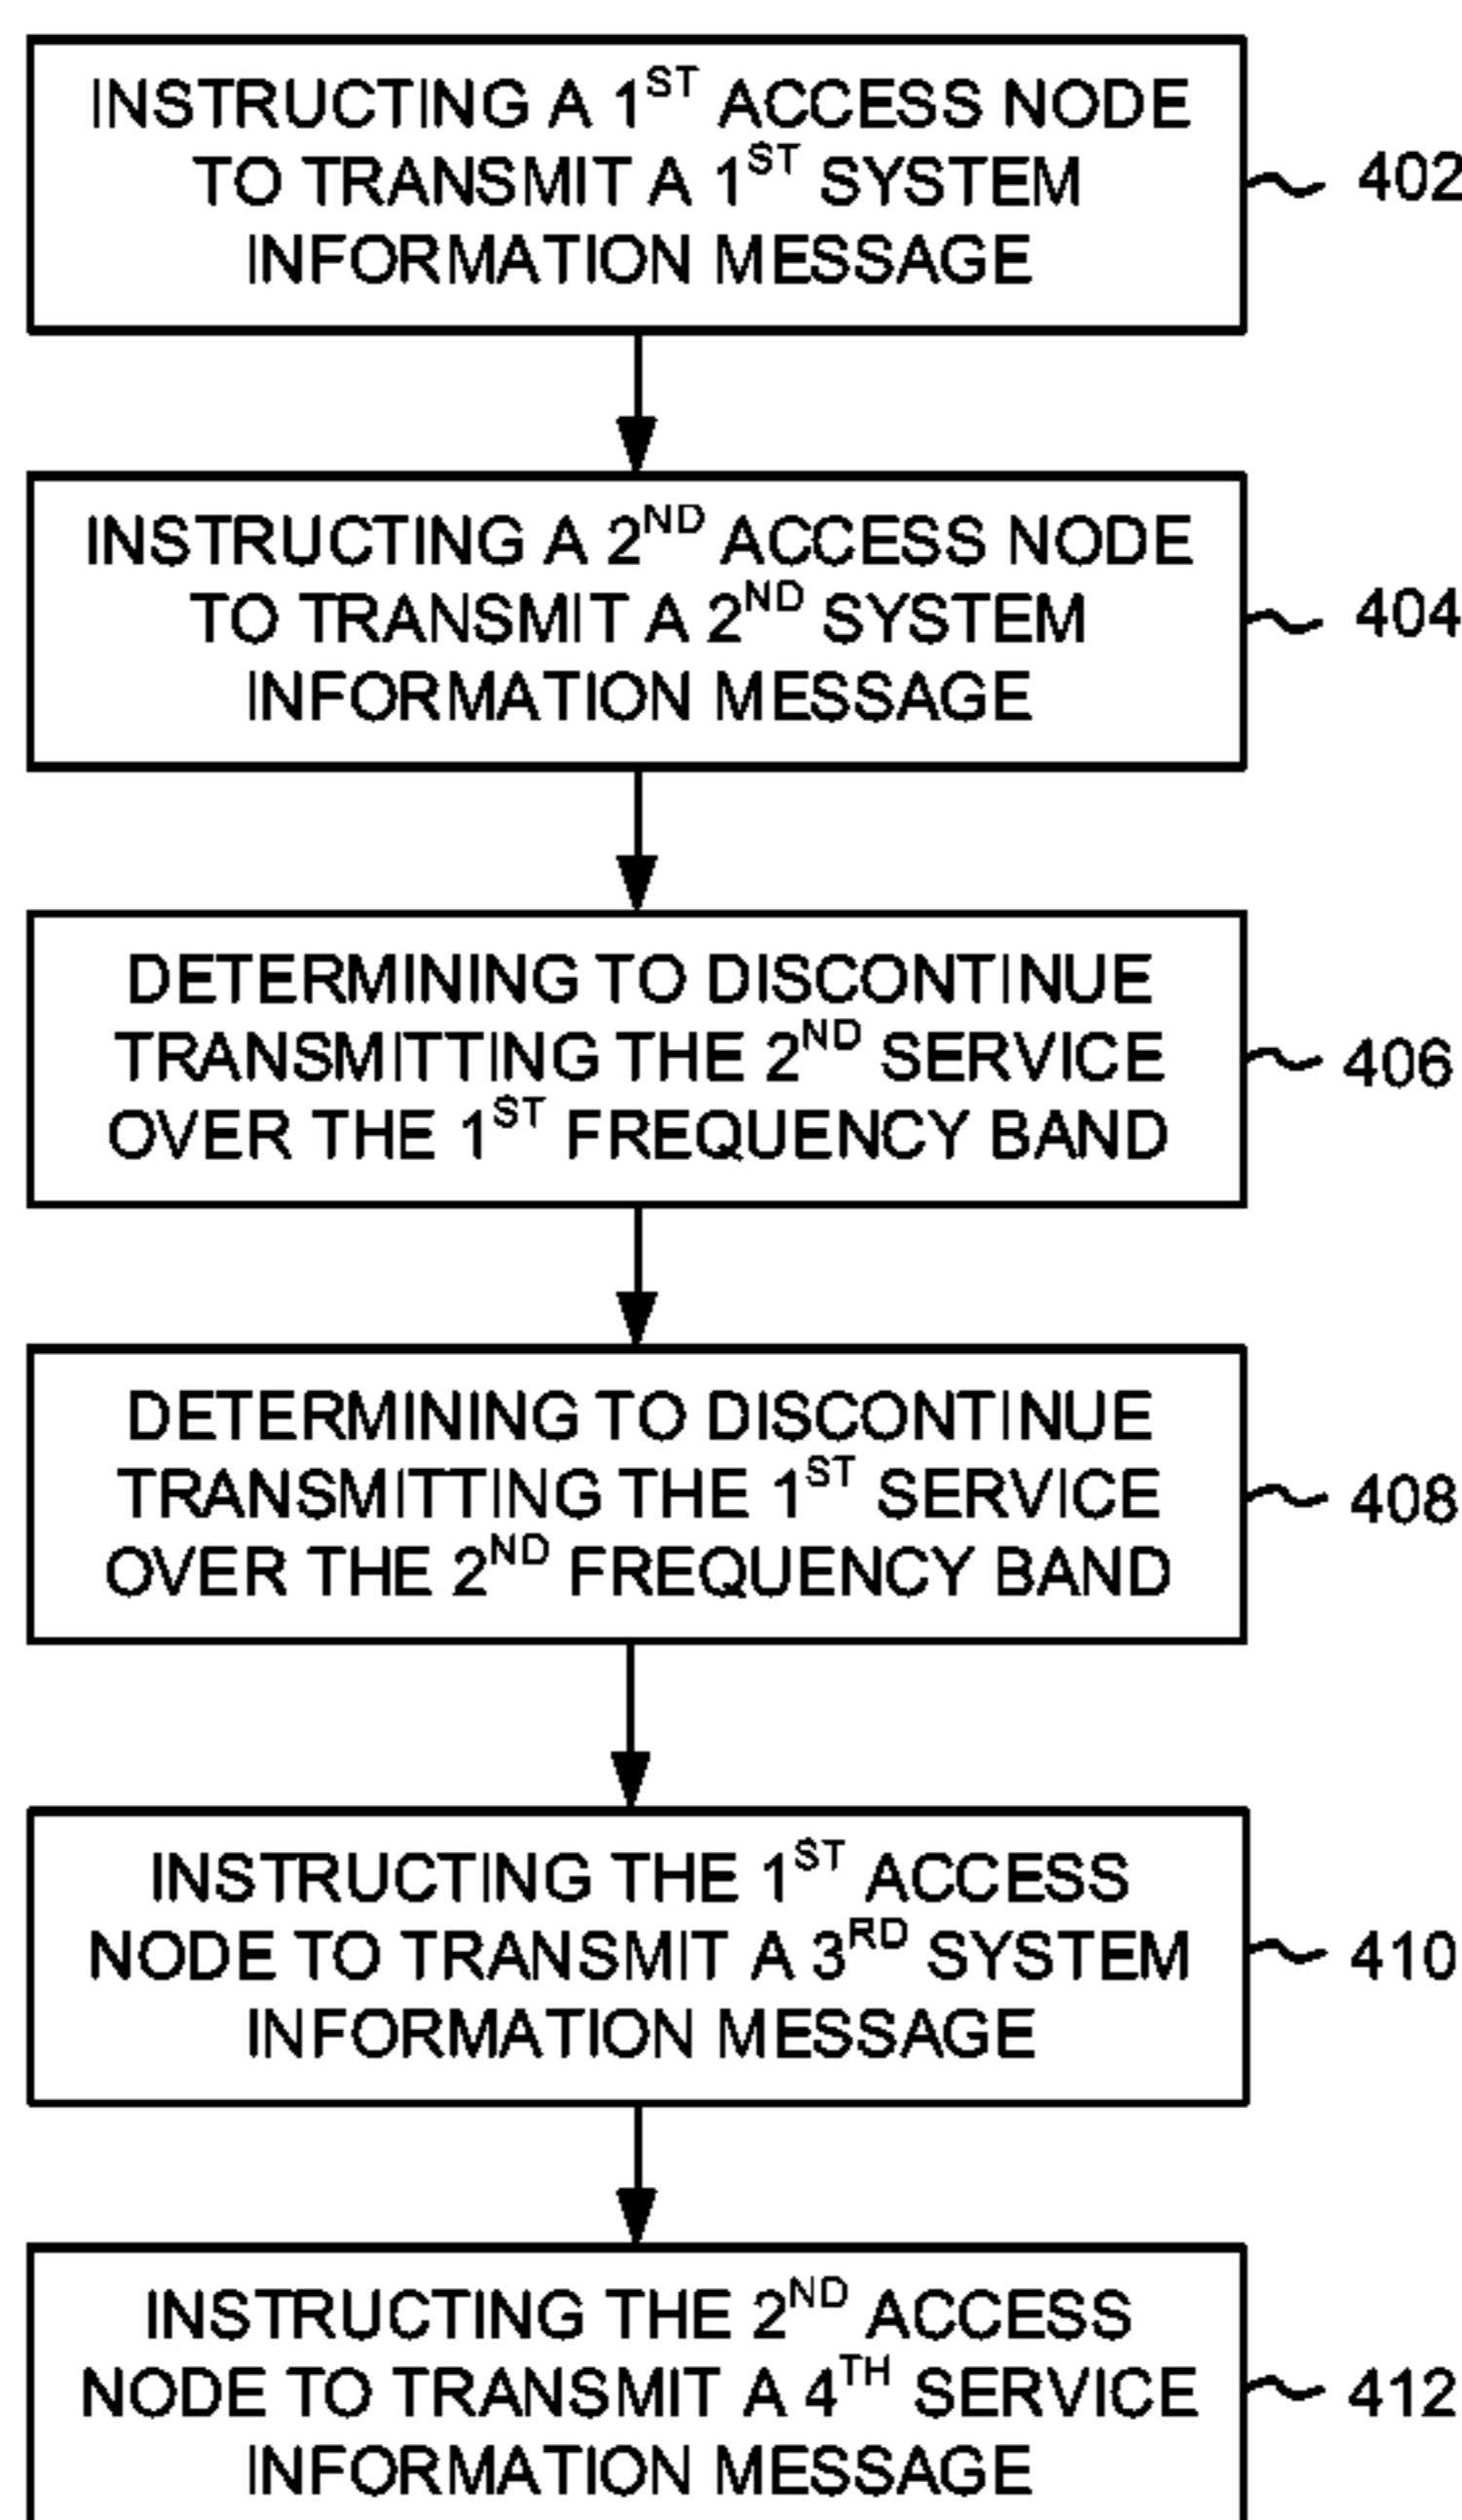 INSTRUCTING A 1ST ACCESS NODE
TO TRANSMIT A 1ST SYSTEM
INFORMATION MESSAGE
402
INSTRUCTING A 2ND ACCESS NODE
TO TRANSMIT A 2ND SYSTEM
INFORMATION MESSAGE
404
DETERMINING TO DISCONTINUE
TRANSMITTING THE 2ND SERVICE
OVER THE 1ST FREQUENCY BAND
406
DETERMINING TO DISCONTINUE
TRANSMITTING THE 1ST SERVICE
OVER THE 2ND FREQUENCY BAND
408
INSTRUCTING THE 1ST ACCESS
NODE TO TRANSMIT A 3RD SYSTEM
INFORMATION MESSAGE
410
INSTRUCTING THE 2ND ACCESS
NODE TO TRANSMIT A 4TH SERVICE
INFORMATION MESSAGE
412